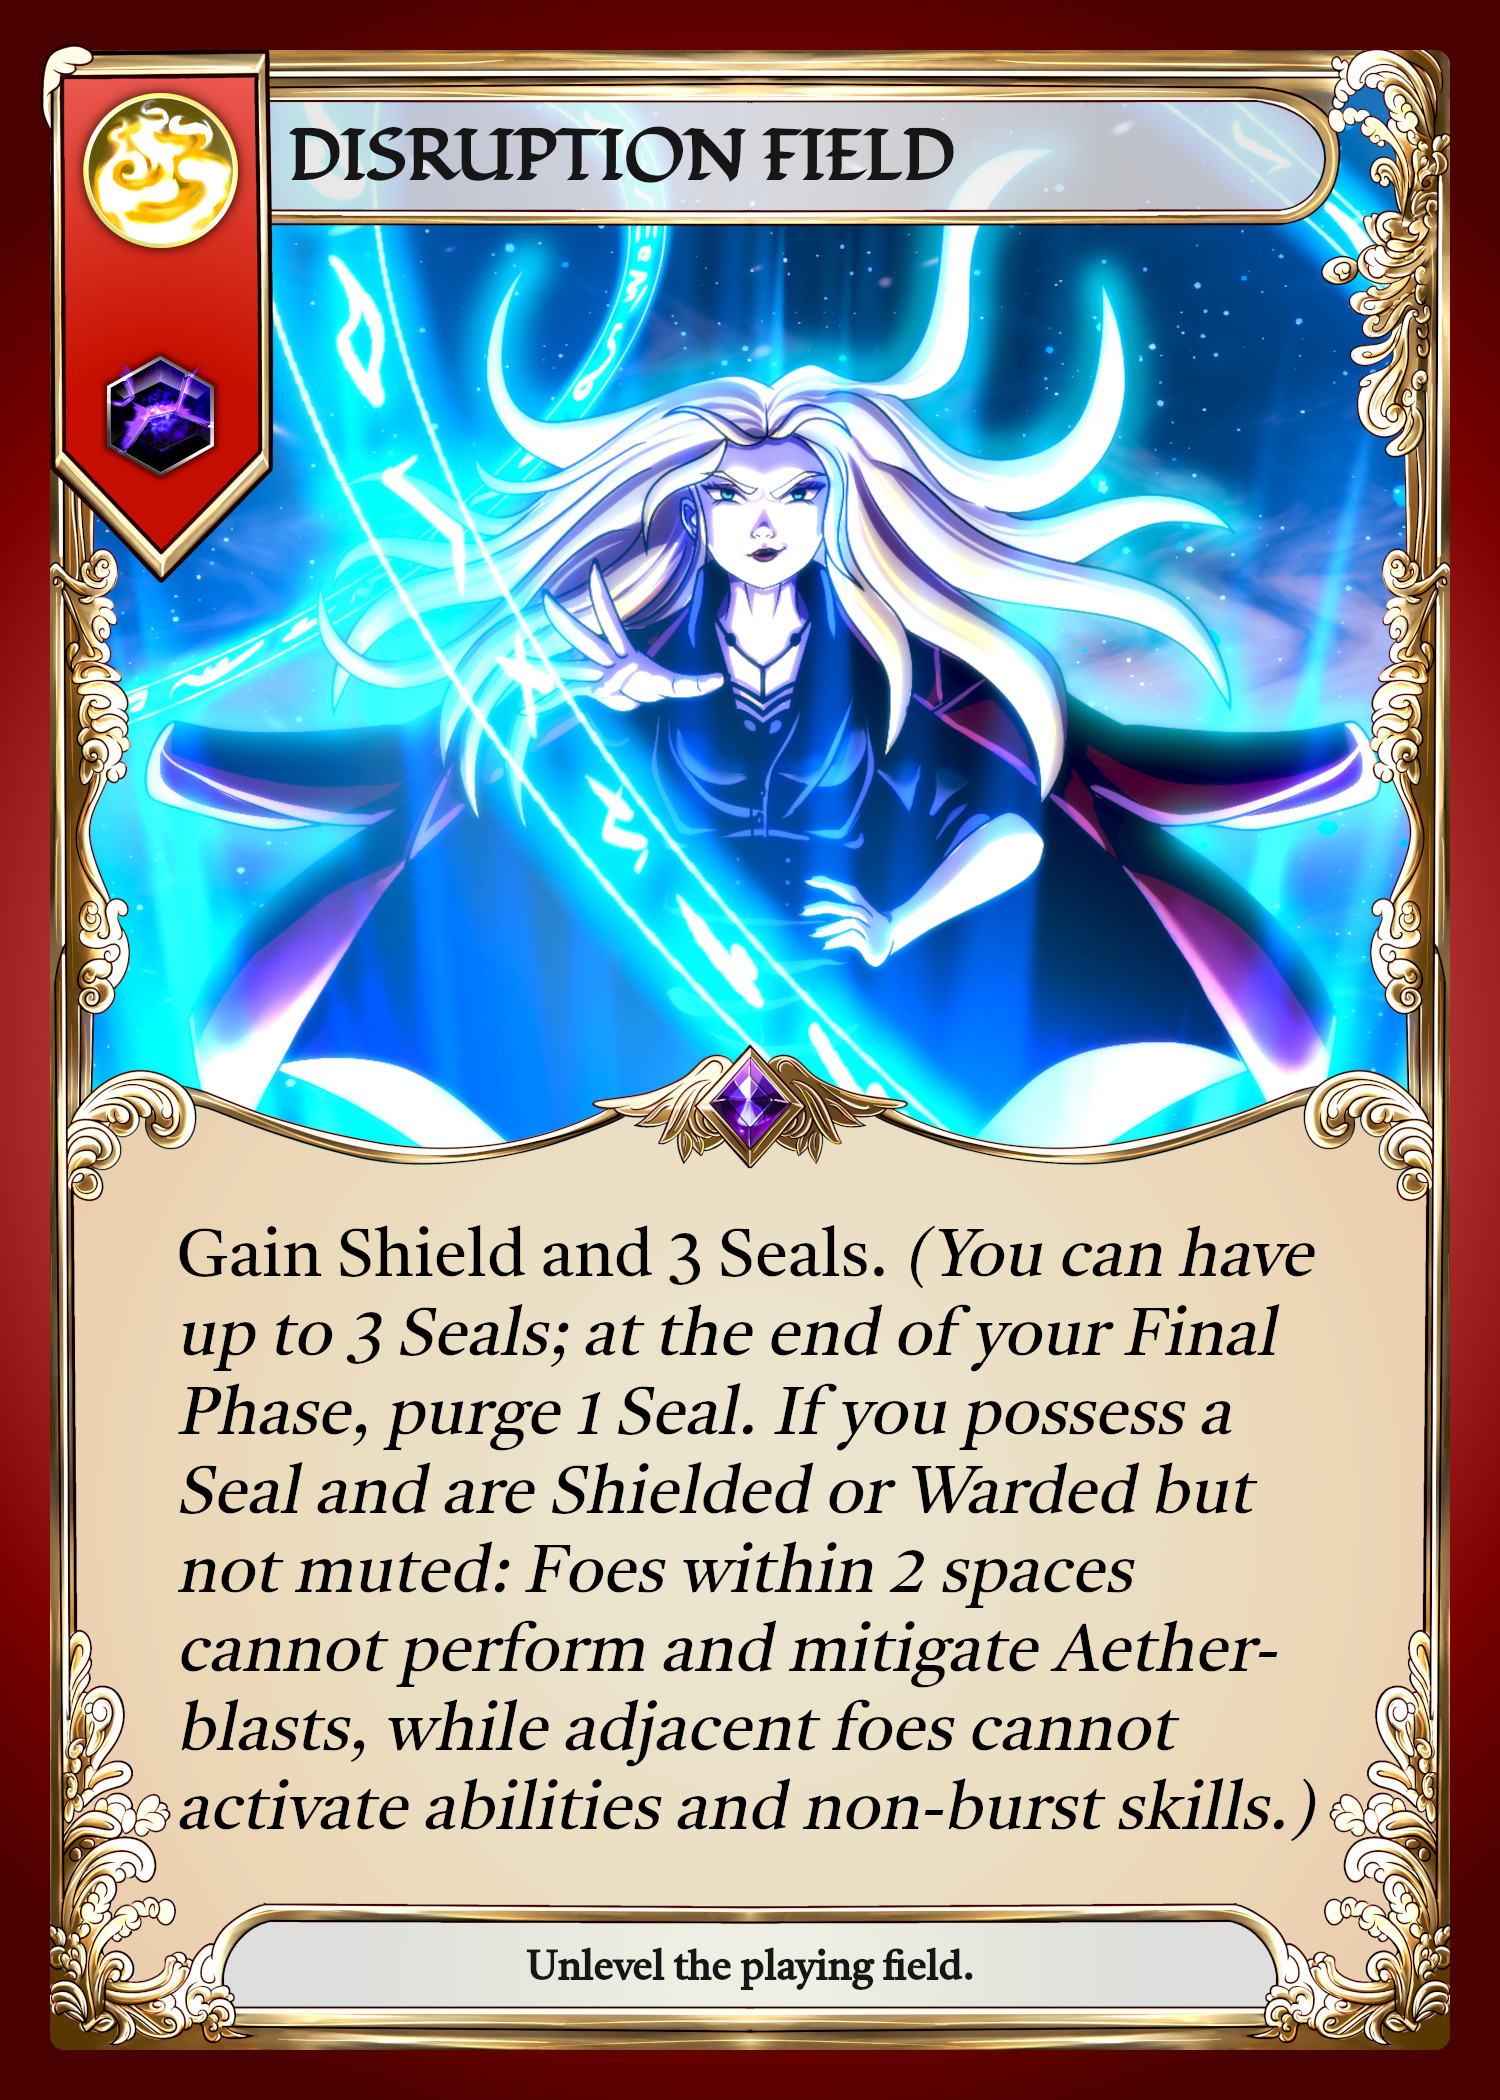 DISRUPTION FIELD
Gain Shield and 3 Seals. (You can have
up to 3 Seals; at the end of your Final
Phase, purge 1 Seal. If you possess a
Seal and are Shielded or Warded but
not muted: Foes within 2 spaces
cannot perform and mitigate Aether-
blasts, while adjacent foes cannot
activate abilities and non-burst skills.)
Unlevel the playing field.